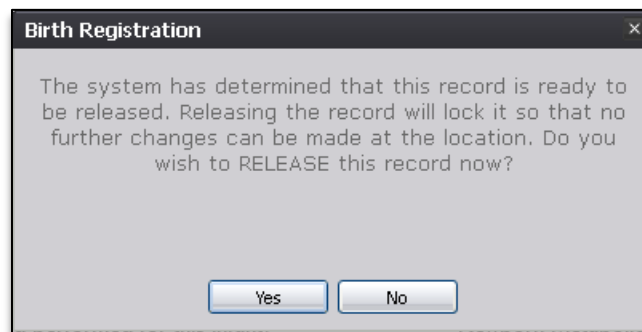 Birth Registration
The system has determined that this record is ready to
be released. Releasing the record will lock it so that no
further changes can be made at the location. Do you
wish to RELEASE this record now?
Yes No